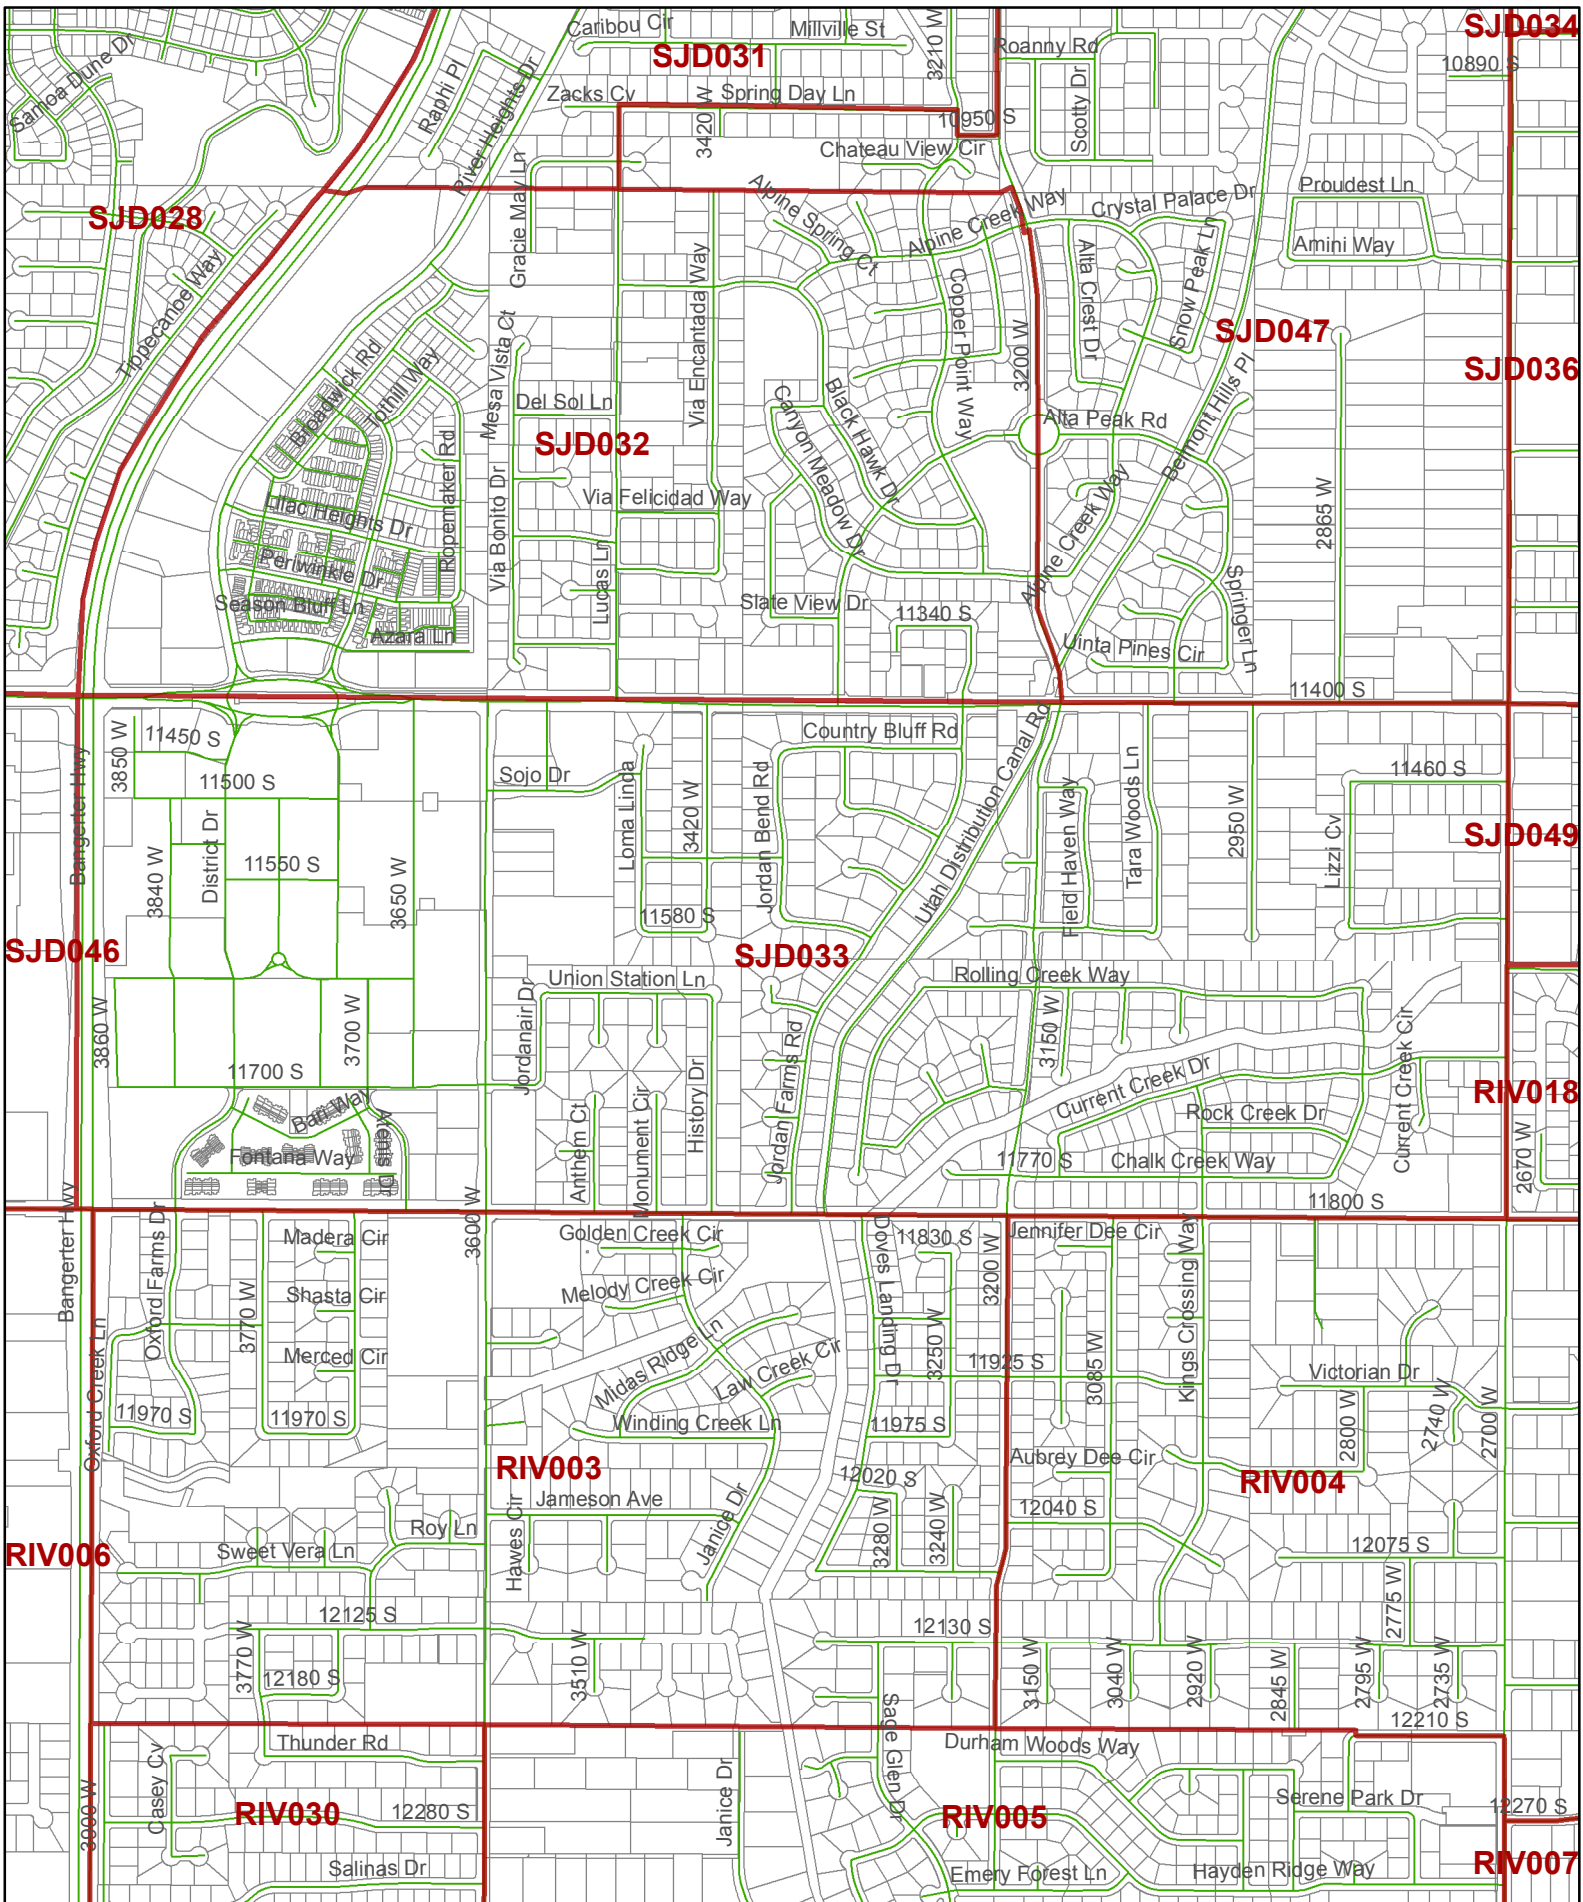 Caribou Cir
Millville St
3210 W
SJD034
Roanny Rd
SJD031
10890 S
Samoa Dune Dr
Raphi Pl
River Heights Dr
Zacks Cv
3420 W
Spring Day Ln
10950 S
Scotty Dr
Chateau View Cir
Gracie May Ln
Alpine Spring Ct
Alpine Creek Way
Crystal Palace Dr
Proudest Ln
SJD028
Amini Way
Tippecanoe Way
Via Encantada Way
Copper Point Way
Alta Crest Dr
Snow Peak Ln
SJD047
3200 W
SJD036
Broadwick Rd
Tothill Way
Mesa Vista Ct
Del Sol Ln
Canyon Meadow Dr
Black Hawk Dr
Alta Peak Rd
Belmont Hills Pl
SJD032
Ropemaker Rd
Via Bonito Dr
Via Felicidad Way
Lilac Heights Dr
2865 W
Periwinkle Dr
Alpine Creek Way
Season Bluff Ln
Lucas Ln
Slate View Dr
11340 S
Springer Ln
Azara Ln
Uinta Pines Cir
11400 S
3850 W
11450 S
Country Bluff Rd
Bangerter Hwy
11500 S
Sojo Dr
Loma Linda
3420 W
Jordan Bend Rd
Utah Distribution Canal Rd
Field Haven Way
Tara Woods Ln
2950 W
11460 S
Lizzi Cv
SJD049
3840 W
District Dr
11550 S
3650 W
11580 S
SJD046
SJD033
Union Station Ln
Rolling Creek Way
3860 W
3700 W
Jordanair Dr
Jordan Farms Rd
3150 W
Current Creek Cir
11700 S
Current Creek Dr
RIV018
Ban Way
Rock Creek Dr
Anthem Ct
Monument Cir
History Dr
Fontana Way
11770 S
Chalk Creek Way
2670 W
11800 S
Bangerter Hwy
Oxford Farms Dr
3600 W
Madera Cir
Golden Creek Cir
Doves Landing Dr
11830 S
3200 W
Jennifer Dee Cir
Kings Crossing Way
Melody Creek Cir
Shasta Cir
3770 W
Midas Ridge Ln
3250 W
11925 S
3085 W
Merced Cir
Law Creek Cir
Victorian Dr
Oxford Creek Ln
11970 S
11970 S
Winding Creek Ln
11975 S
2800 W
2740 W
2700 W
RIV003
Aubrey Dee Cir
RIV004
12020 S
Jameson Ave
Janice Dr
12040 S
3280 W
3240 W
Roy Ln
Hawes Cir
RIV006
Sweet Vera Ln
12075 S
2775 W
12125 S
12130 S
3770 W
12180 S
3510 W
3150 W
3040 W
2920 W
2845 W
2795 W
2735 W
Sage Glen Dr
12210 S
Thunder Rd
Durham Woods Way
Casey Cv
Janice Dr
3900 W
RIV030
12280 S
RIV005
Serene Park Dr
12270 S
Salinas Dr
Emery Forest Ln
Hayden Ridge Way
RIV007